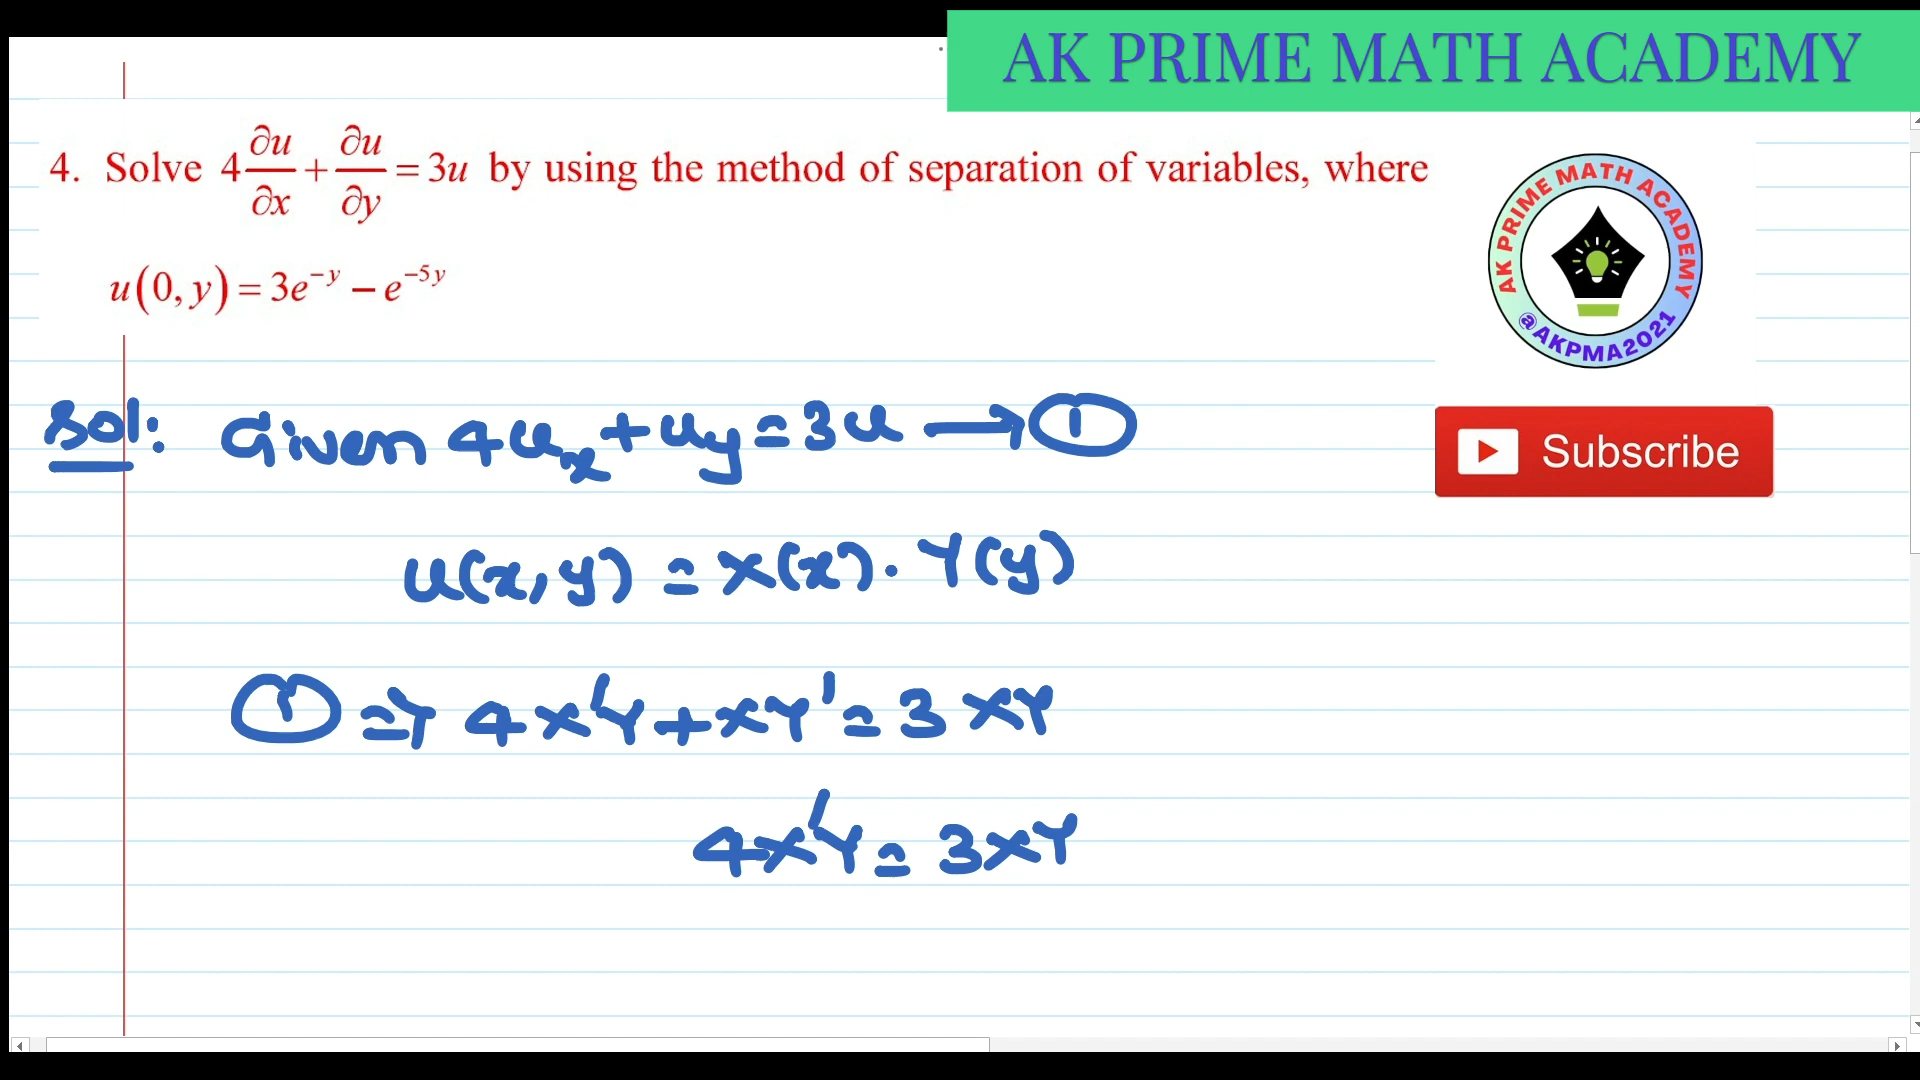 AK PRIME MATH ACADEMY
4. Solve 4 ∂u/∂x + ∂u/∂y = 3u by using the method of separation of variables, where
u(0, y) = 3e^{-y} − e^{-5y}
AK PRIME MATH ACADEMY
@AKPMA2021
Subscribe
Sol: Given 4u_x + u_y = 3u → ①
u(x, y) = X(x) . Y(y)
① ⇒ 4X'Y + XY' = 3XY
4X'Y = 3XY